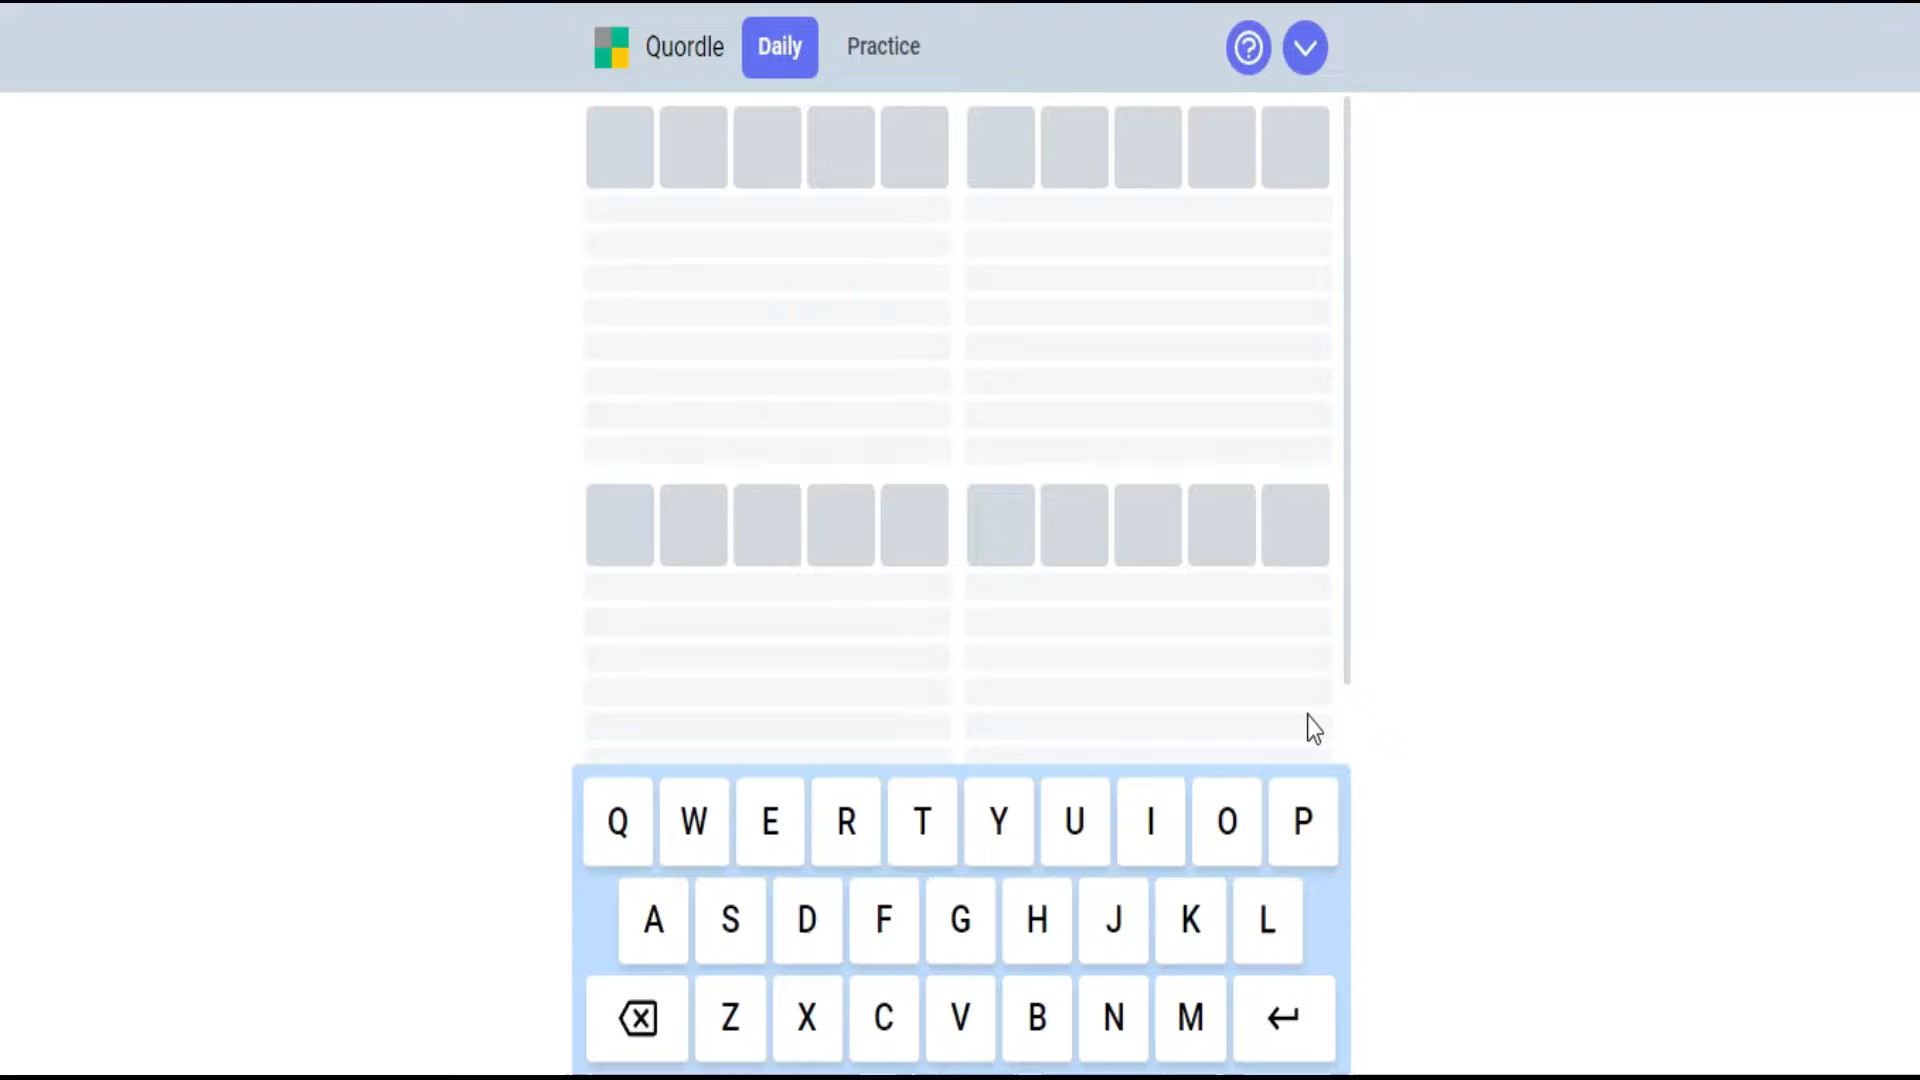 Quordle Daily Practice
Q W E R T Y U I O P
A S D F G H J K L
Z X C V B N M